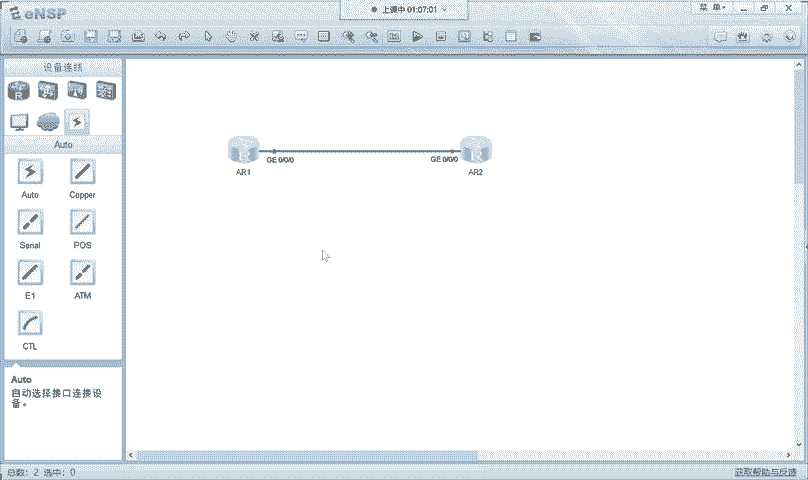 eNSP
上课中 01:07:01
菜 单
设备连线
Auto
Auto
Copper
Serial
POS
E1
ATM
CTL
Auto
自动选择接口连接设
备。
GE 0/0/0
GE 0/0/0
AR1
AR2
总数: 2 选中: 0
获取帮助与反馈